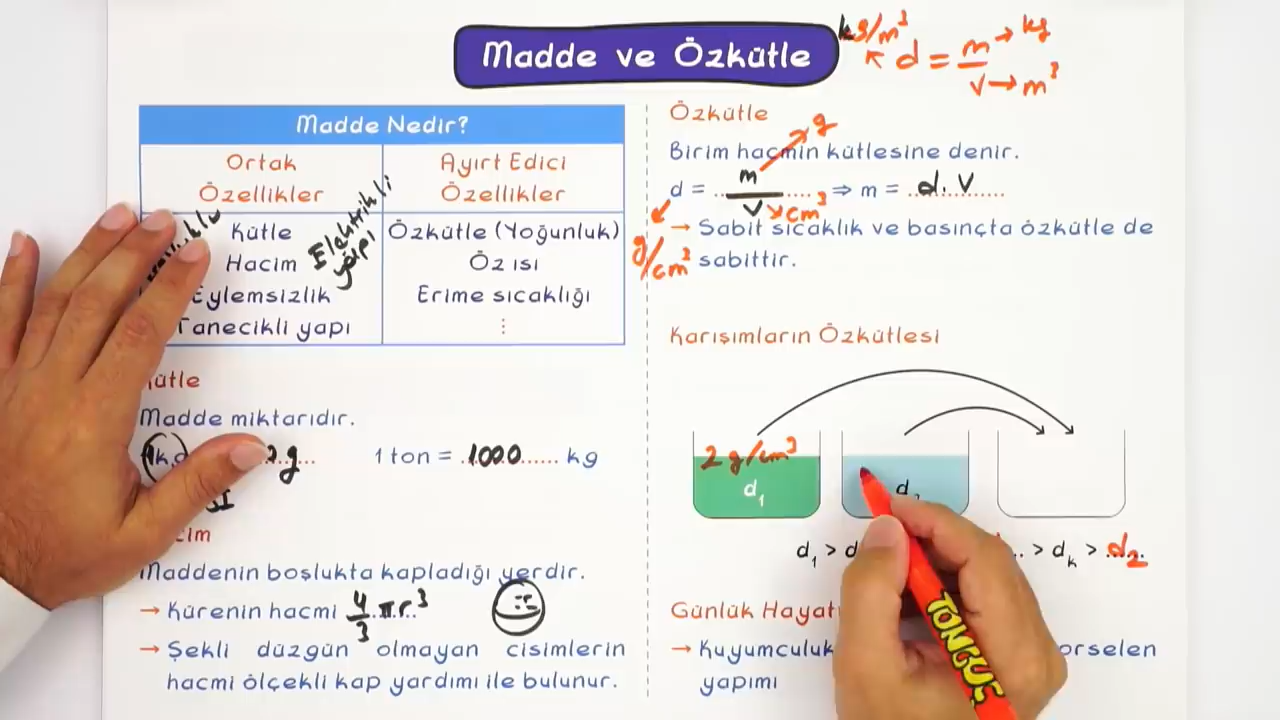 Madde ve Özkütle
kg/m³ d = m → kg
v → m³
Madde Nedir?
Ortak Özellikler
Ayırt Edici Özellikler
Kütle
Hacim
Eylemsizlik
Tanecikli yapı
Elektrikli yapı
Özkütle (Yoğunluk)
Öz ısı
Erime sıcaklığı
⋮
Kütle
Madde miktarıdır.
g
1 ton = 1000 kg
SI
Maddenin boşlukta kapladığı yerdir.
→ Kürenin hacmi 4/3 πr³
→ Şekli düzgün olmayan cisimlerin
hacmi ölçekli kap yardımı ile bulunur.
Özkütle
g
Birim hacmin kütlesine denir.
d = m/v ⇒ m = d.v
cm³
g/cm³
→ Sabit sıcaklık ve basınçta özkütle de
sabittir.
Karışımların Özkütlesi
2 g/cm³
d₁
d₁ > d
> dₖ > d₂
Günlük
→ Kuyumculuk
yapımı
TONGUÇ